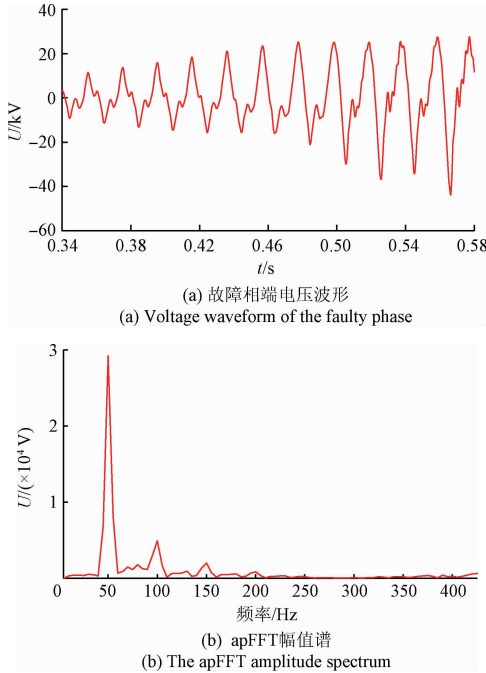 40
20
0
−20
−40
−60
U/kV
0.34 0.38 0.42 0.46 0.50 0.54 0.58
t/s
(a) 故障相端电压波形
(a) Voltage waveform of the faulty phase
3
2
1
U/(×10⁴ V)
0 50 100 150 200 250 300 350 400
频率/Hz
(b) apFFT幅值谱
(b) The apFFT amplitude spectrum